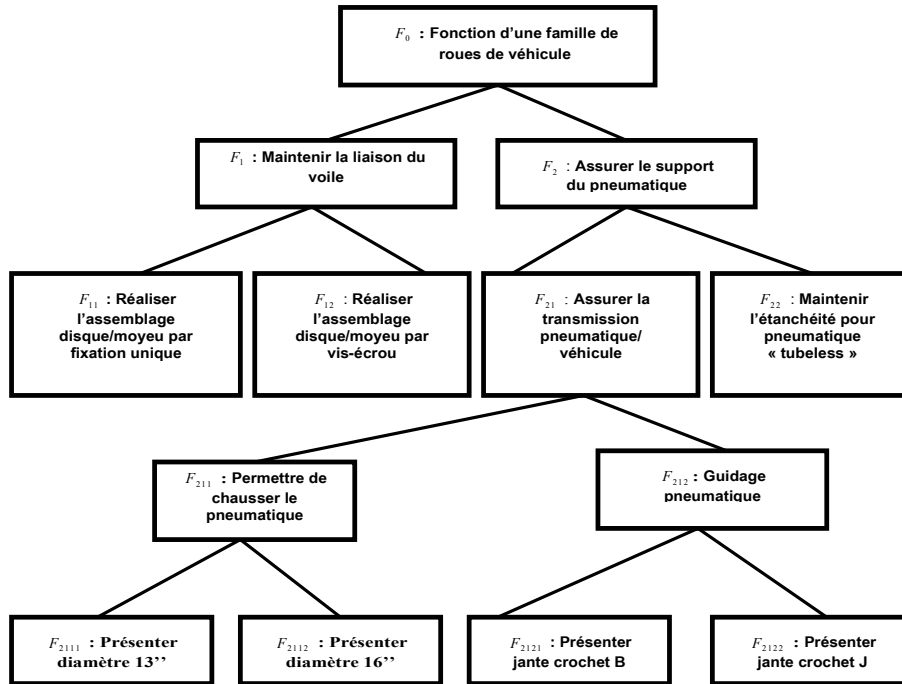 F₀ : Fonction d’une famille de
roues de véhicule
F₁ : Maintenir la liaison du
voile
F₂ : Assurer le support
du pneumatique
F₁₁ : Réaliser
l’assemblage
disque/moyeu par
fixation unique
F₁₂ : Réaliser
l’assemblage
disque/moyeu par
vis-écrou
F₂₁ : Assurer la
transmission
pneumatique/
véhicule
F₂₂ : Maintenir
l’étanchéité pour
pneumatique
« tubeless »
F₂₁₁ : Permettre de
chausser le
pneumatique
F₂₁₂ : Guidage
pneumatique
F₂₁₁₁ : Présenter
diamètre 13’’
F₂₁₁₂ : Présenter
diamètre 16’’
F₂₁₂₁ : Présenter
jante crochet B
F₂₁₂₂ : Présenter
jante crochet J